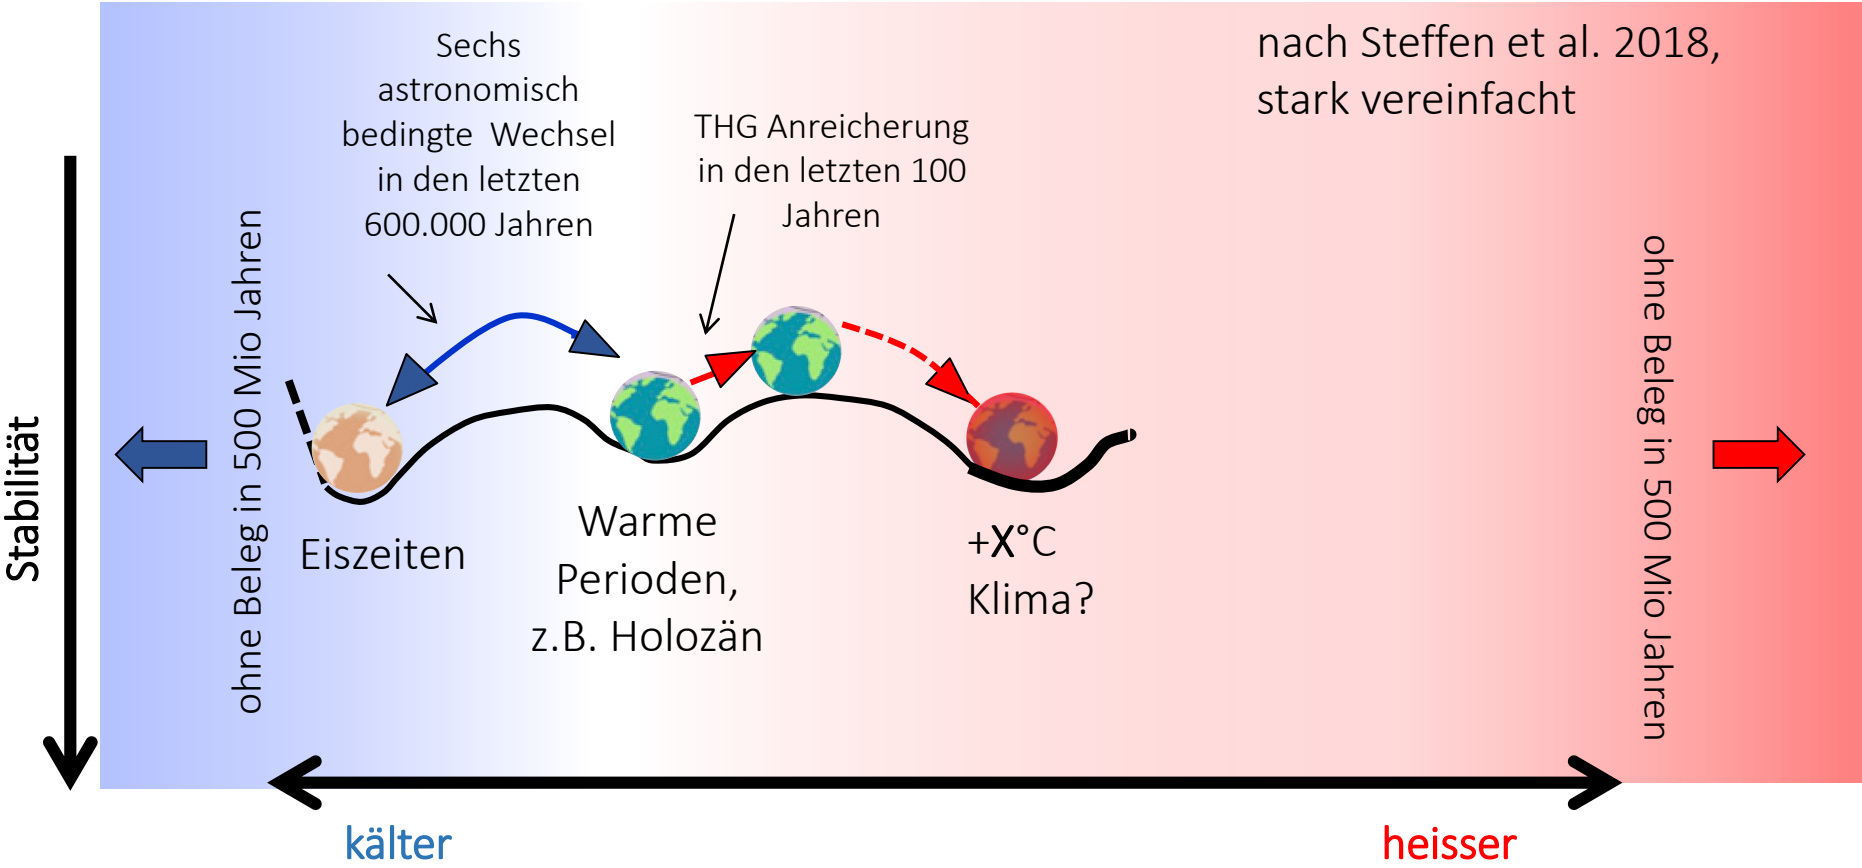 Sechs
astronomisch
bedingte Wechsel
in den letzten
600.000 Jahren
THG Anreicherung
in den letzten 100
Jahren
nach Steffen et al. 2018,
stark vereinfacht
Stabilität
ohne Beleg in 500 Mio Jahren
ohne Beleg in 500 Mio Jahren
Eiszeiten
Warme
Perioden,
z.B. Holozän
+X°C
Klima?
kälter
heisser